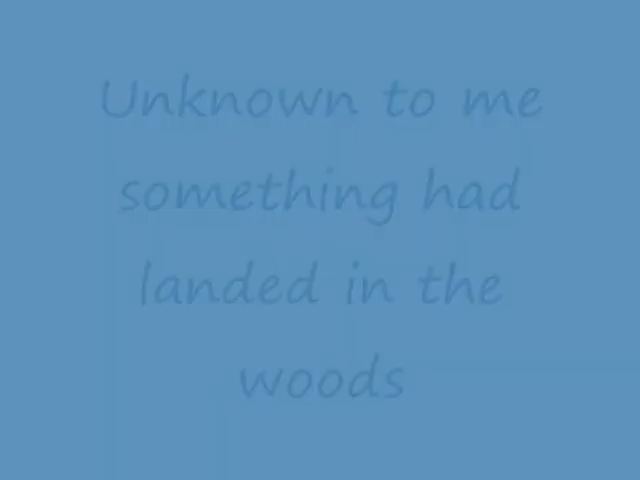 Unknown to me
something had
landed in the
woods